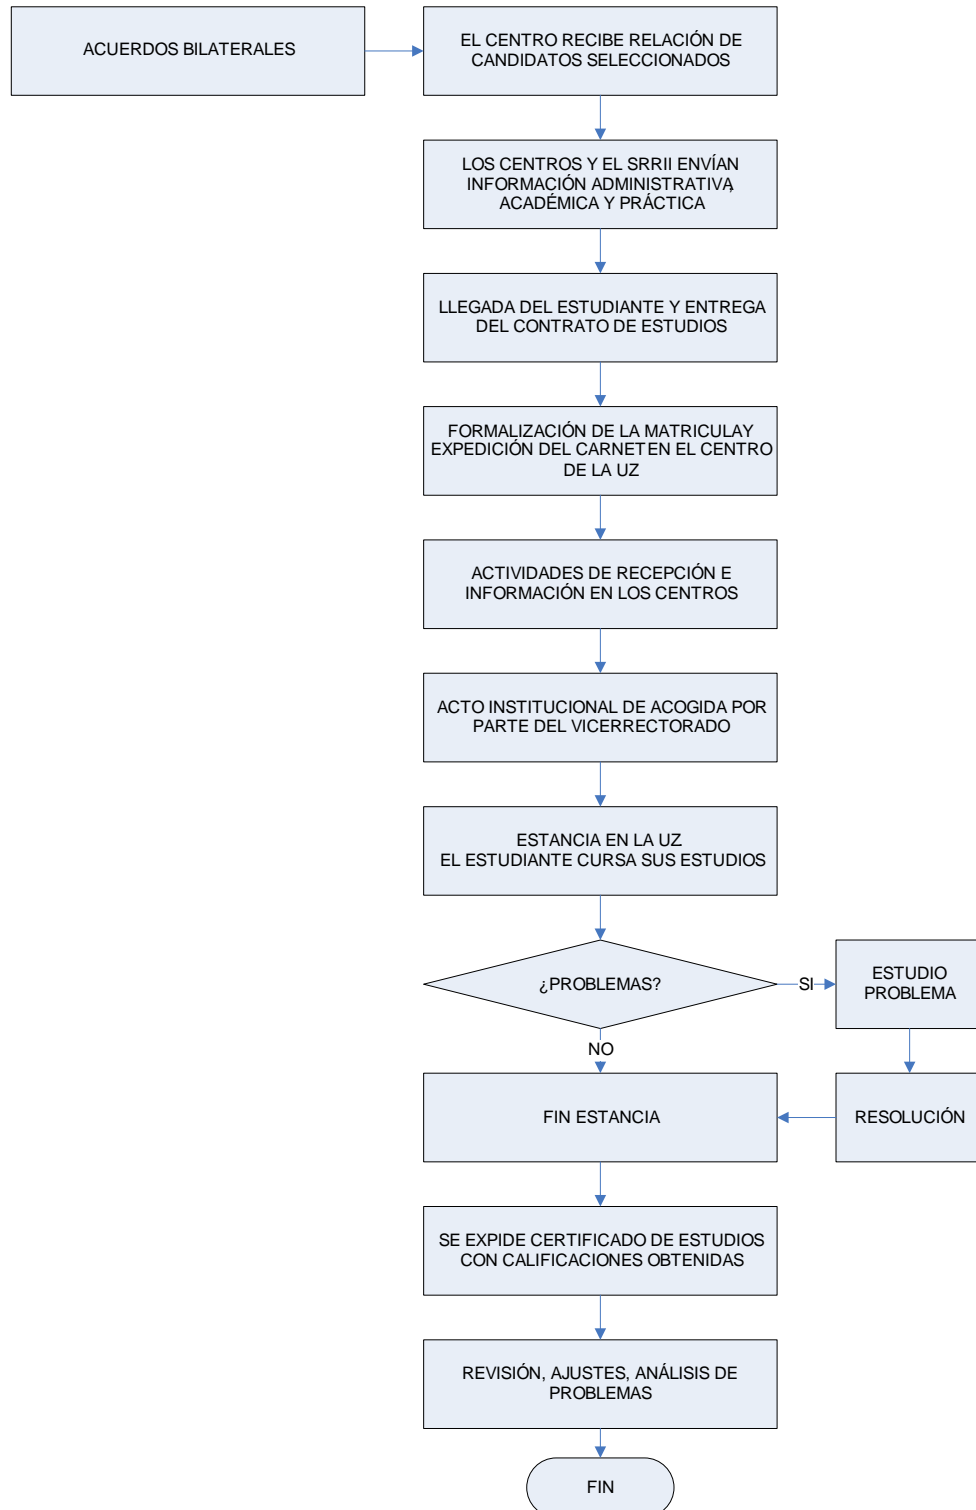 ACUERDOS BILATERALES
EL CENTRO RECIBE RELACIÓN DE
CANDIDATOS SELECCIONADOS
LOS CENTROS Y EL SRRII ENVÍAN
INFORMACIÓN ADMINISTRATIVA,
ACADÉMICA Y PRÁCTICA
LLEGADA DEL ESTUDIANTE Y ENTREGA
DEL CONTRATO DE ESTUDIOS
FORMALIZACIÓN DE LA MATRICULA Y
EXPEDICIÓN DEL CARNET EN EL CENTRO
DE LA UZ
ACTIVIDADES DE RECEPCIÓN E
INFORMACIÓN EN LOS CENTROS
ACTO INSTITUCIONAL DE ACOGIDA POR
PARTE DEL VICERRECTORADO
ESTANCIA EN LA UZ
EL ESTUDIANTE CURSA SUS ESTUDIOS
¿PROBLEMAS?
SI
ESTUDIO
PROBLEMA
NO
FIN ESTANCIA
RESOLUCIÓN
SE EXPIDE CERTIFICADO DE ESTUDIOS
CON CALIFICACIONES OBTENIDAS
REVISIÓN, AJUSTES, ANÁLISIS DE
PROBLEMAS
FIN